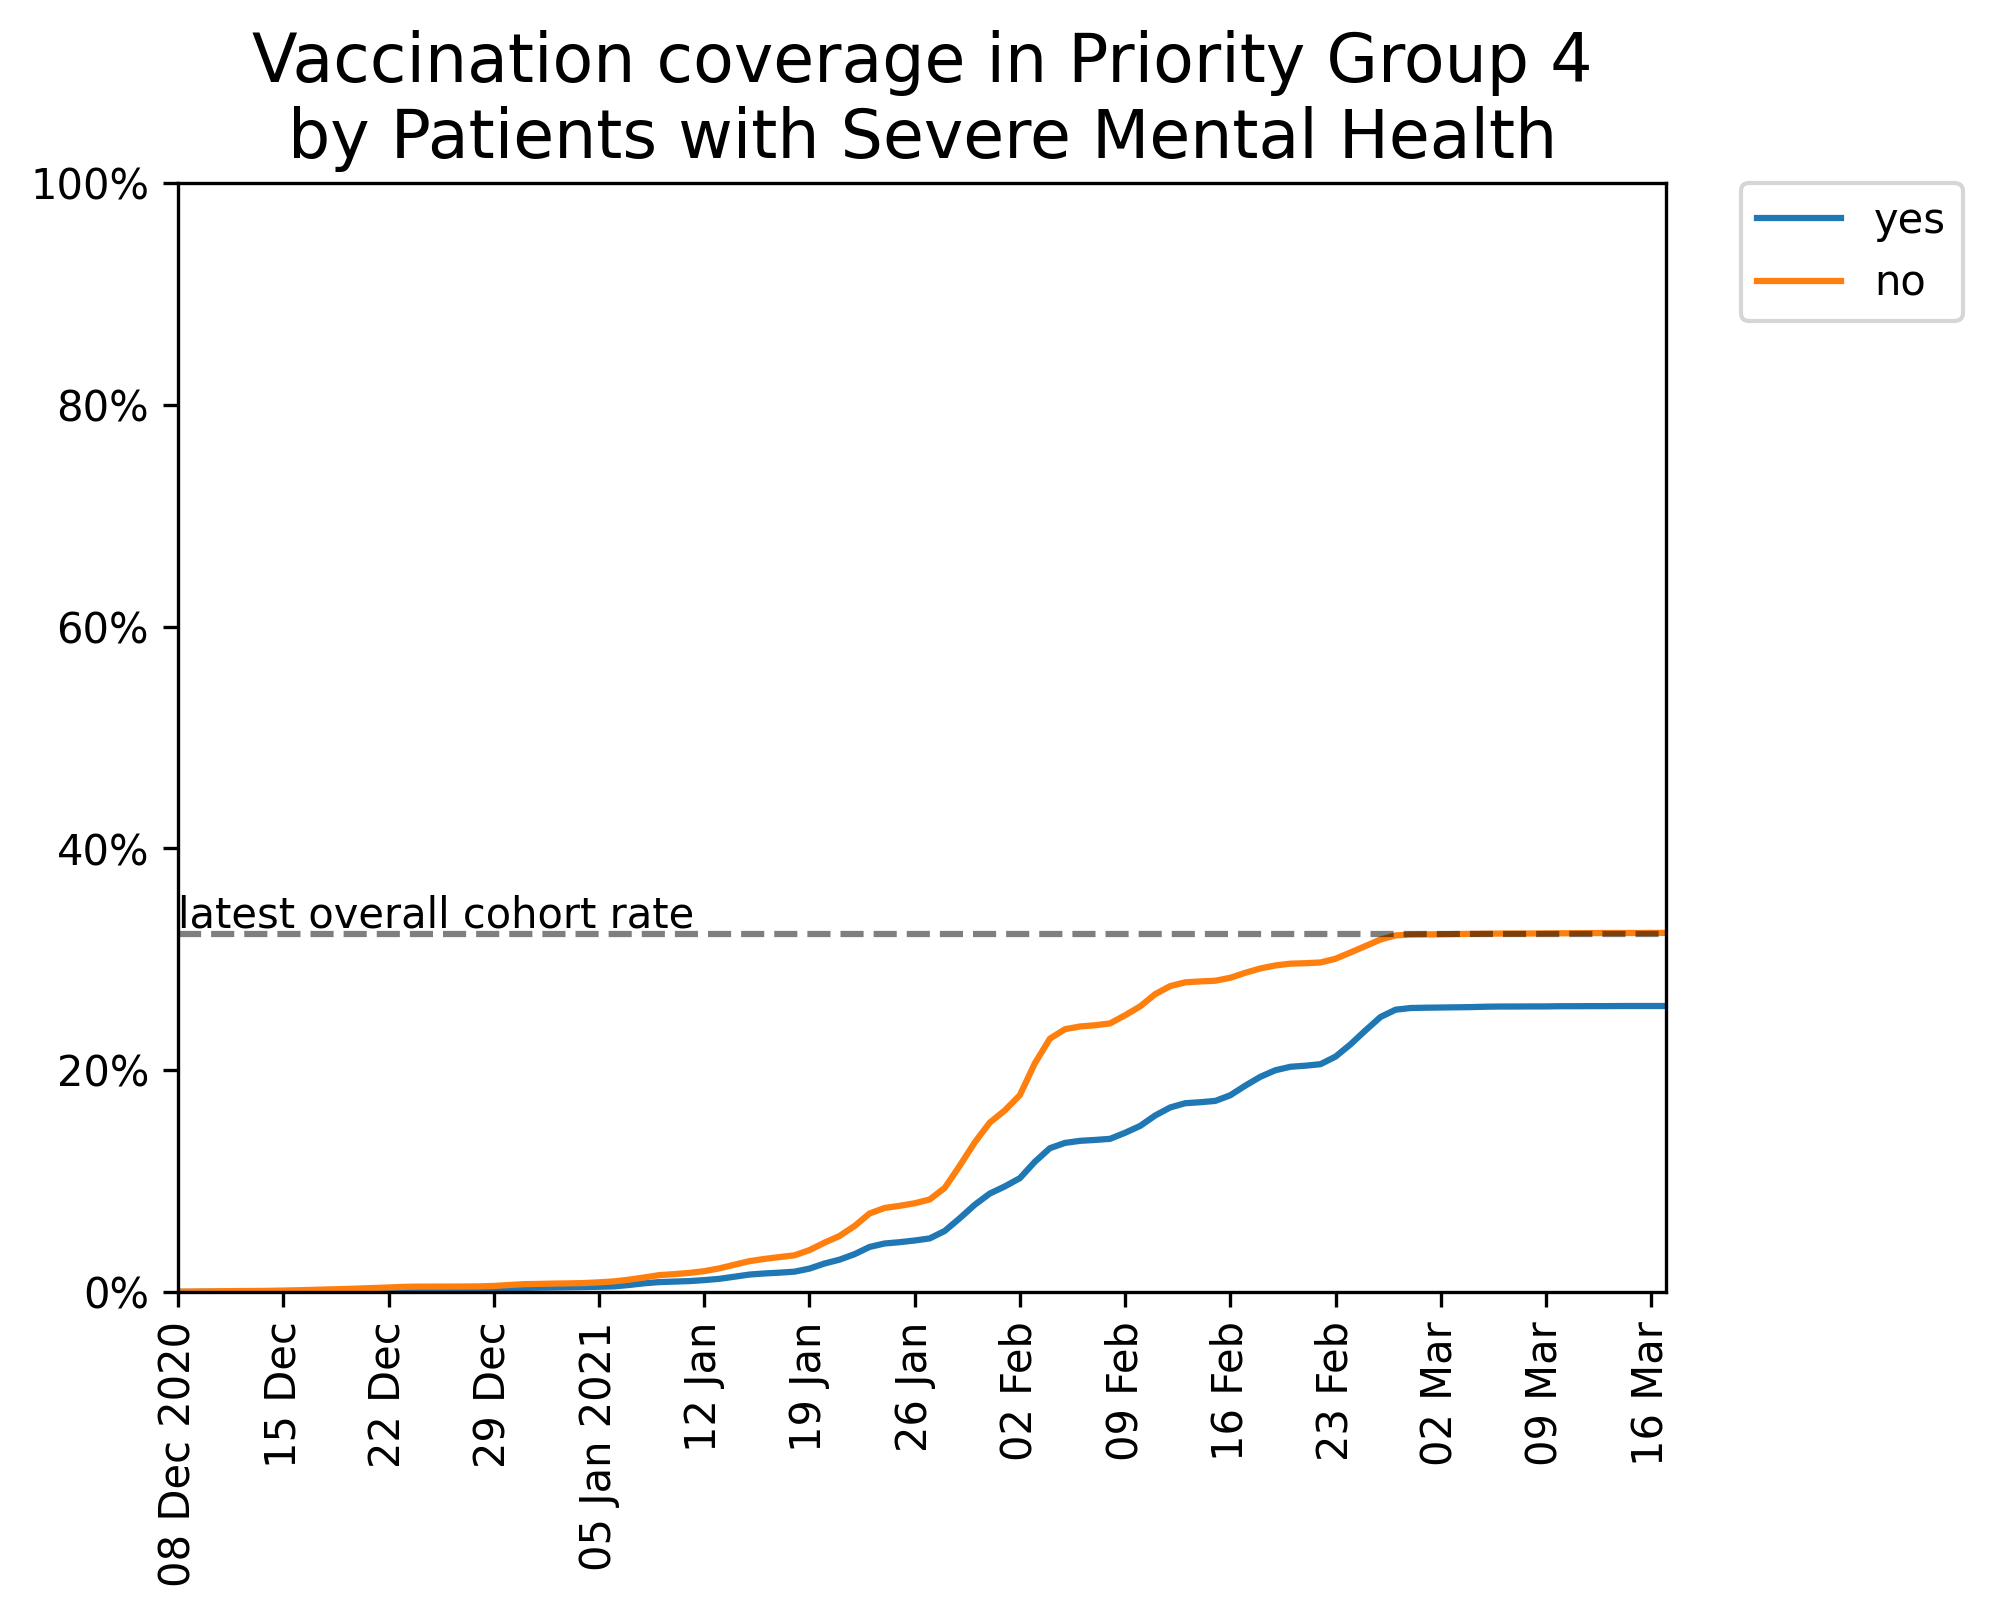 Vaccination coverage in Priority Group 4
by Patients with Severe Mental Health
100%
80%
60%
40%
20%
0%
latest overall cohort rate
yes
no
08 Dec 2020
15 Dec
22 Dec
29 Dec
05 Jan 2021
12 Jan
19 Jan
26 Jan
02 Feb
09 Feb
16 Feb
23 Feb
02 Mar
09 Mar
16 Mar